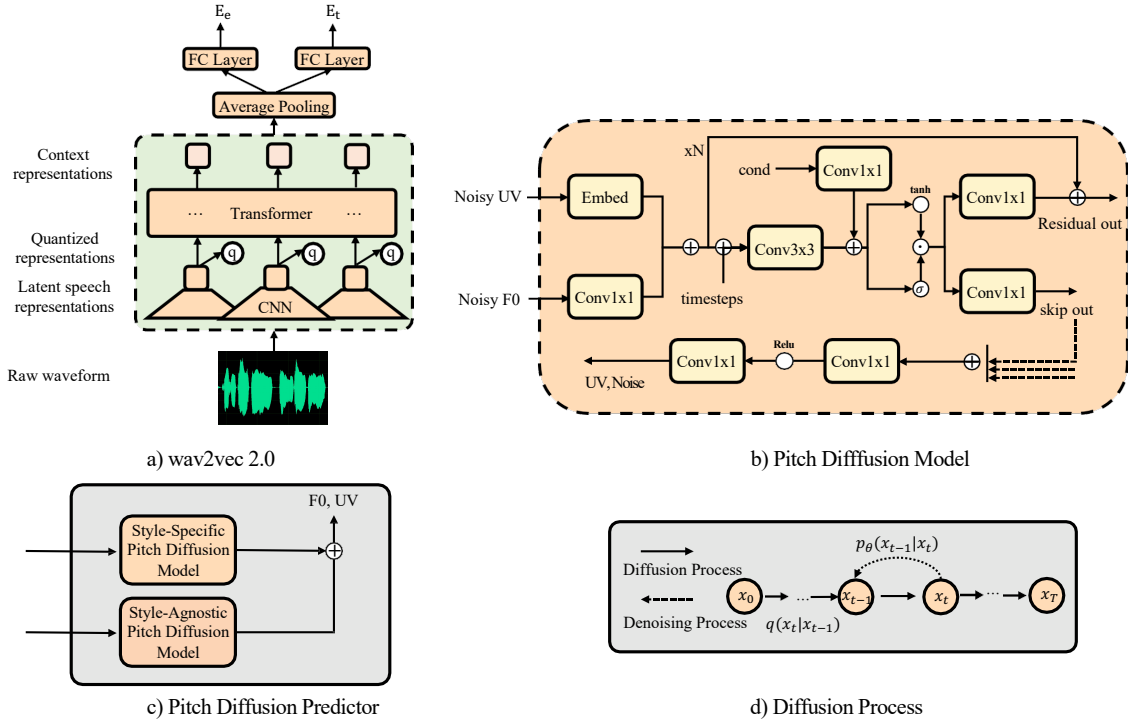 E_e
E_t
FC Layer
FC Layer
Average Pooling
Context
representations
... Transformer ...
Quantized
representations
q
q
q
Latent speech
representations
CNN
Raw waveform
a) wav2vec 2.0
xN
cond
Conv1x1
tanh
Conv1x1
Noisy UV
Embed
Residual out
Conv3x3
Noisy F0
Conv1x1
timesteps
σ
Conv1x1
skip out
Relu
Conv1x1
Conv1x1
UV, Noise
b) Pitch Difffusion Model
F0, UV
Style-Specific
Pitch Diffusion
Model
Style-Agnostic
Pitch Diffusion
Model
c) Pitch Diffusion Predictor
p_θ(x_{t−1}|x_t)
Diffusion Process
x_0
...
x_{t−1}
x_t
...
x_T
Denoising Process
q(x_t|x_{t−1})
d) Diffusion Process